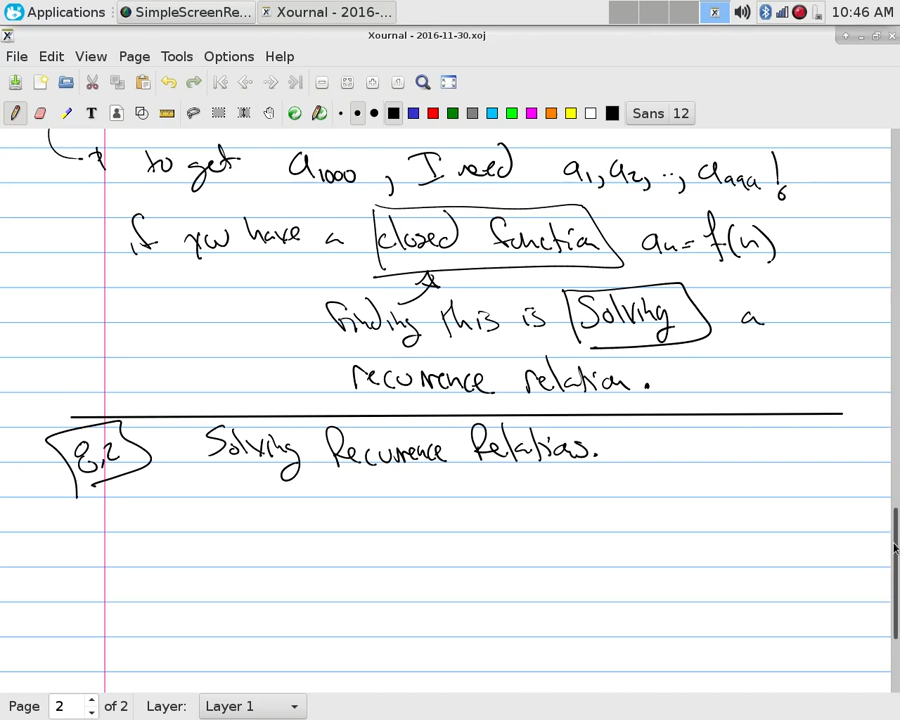 Applications SimpleScreenRe... Xournal - 2016-... 10:46 AM
Xournal - 2016-11-30.xoj
File Edit View Page Tools Options Help
Sans 12
to get a1000, I need a1, a2, .., a999!
if you have a closed function an = f(n)
finding this is Solving a
recurrence relation.
8.2 Solving Recurrence Relations.
Page 2 of 2 Layer: Layer 1